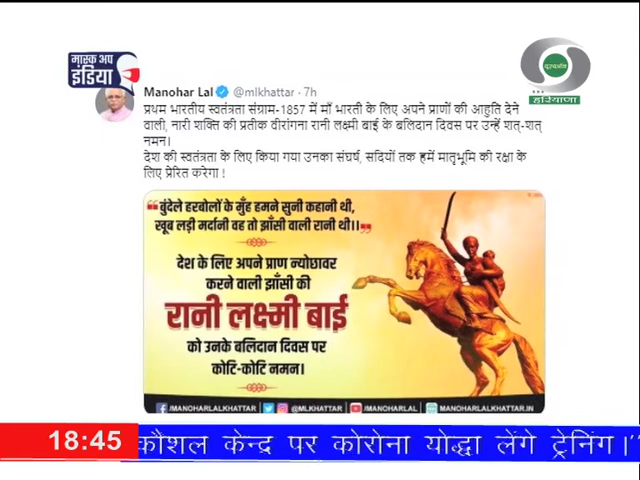 मास्क अप
इंडिया
दूरदर्शन
हरियाणा
Manohar Lal @mlkhattar · 7h
प्रथम भारतीय स्वतंत्रता संग्राम-1857 में माँ भारती के लिए अपने प्राणों की आहुति देने
वाली, नारी शक्ति की प्रतीक वीरांगना रानी लक्ष्मी बाई के बलिदान दिवस पर उन्हें शत्-शत्
नमन।
देश की स्वतंत्रता के लिए किया गया उनका संघर्ष, सदियों तक हमें मातृभूमि की रक्षा के
लिए प्रेरित करेगा !
❝बुंदेले हरबोलों के मुँह हमने सुनी कहानी थी,
खूब लड़ी मर्दानी वह तो झाँसी वाली रानी थी।।❞
देश के लिए अपने प्राण न्योछावर
करने वाली झाँसी की
रानी लक्ष्मी बाई
को उनके बलिदान दिवस पर
कोटि-कोटि नमन।
/MANOHARLALKHATTAR @MLKHATTAR /MANOHARLAL /MANOHARLALKHATTAR.IN
18:45 कौशल केन्द्र पर कोरोना योद्धा लेंगे ट्रेनिंग।''